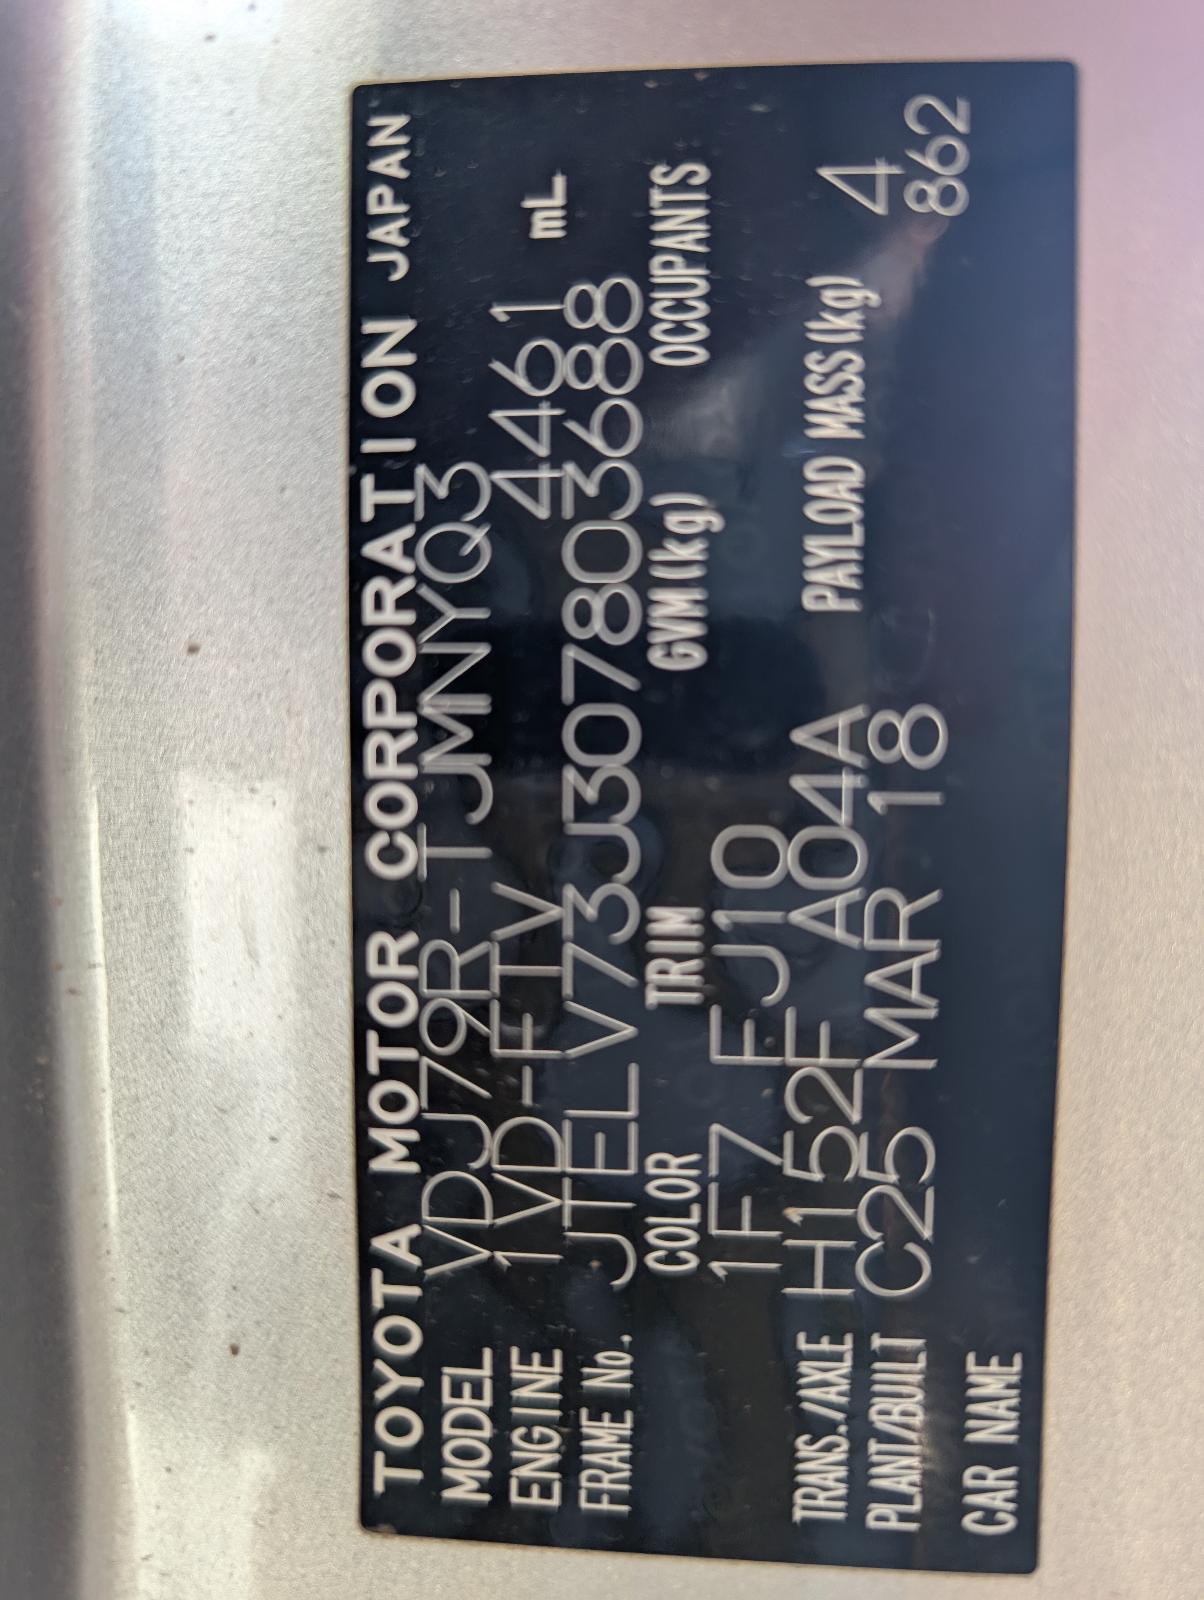 TOYOTA MOTOR CORPORATION JAPAN
MODEL VDJ79R-TJMNYQ3
ENGINE 1VD-FTV 4461 mL
FRAME No. JTELV73J307803688
COLOR TRIM GVM(kg) OCCUPANTS
1F7 FJ10
TRANS./AXLE H152F A04A PAYLOAD MASS(kg) 4
PLANT/BUILT C25 MAR 18 862
CAR NAME